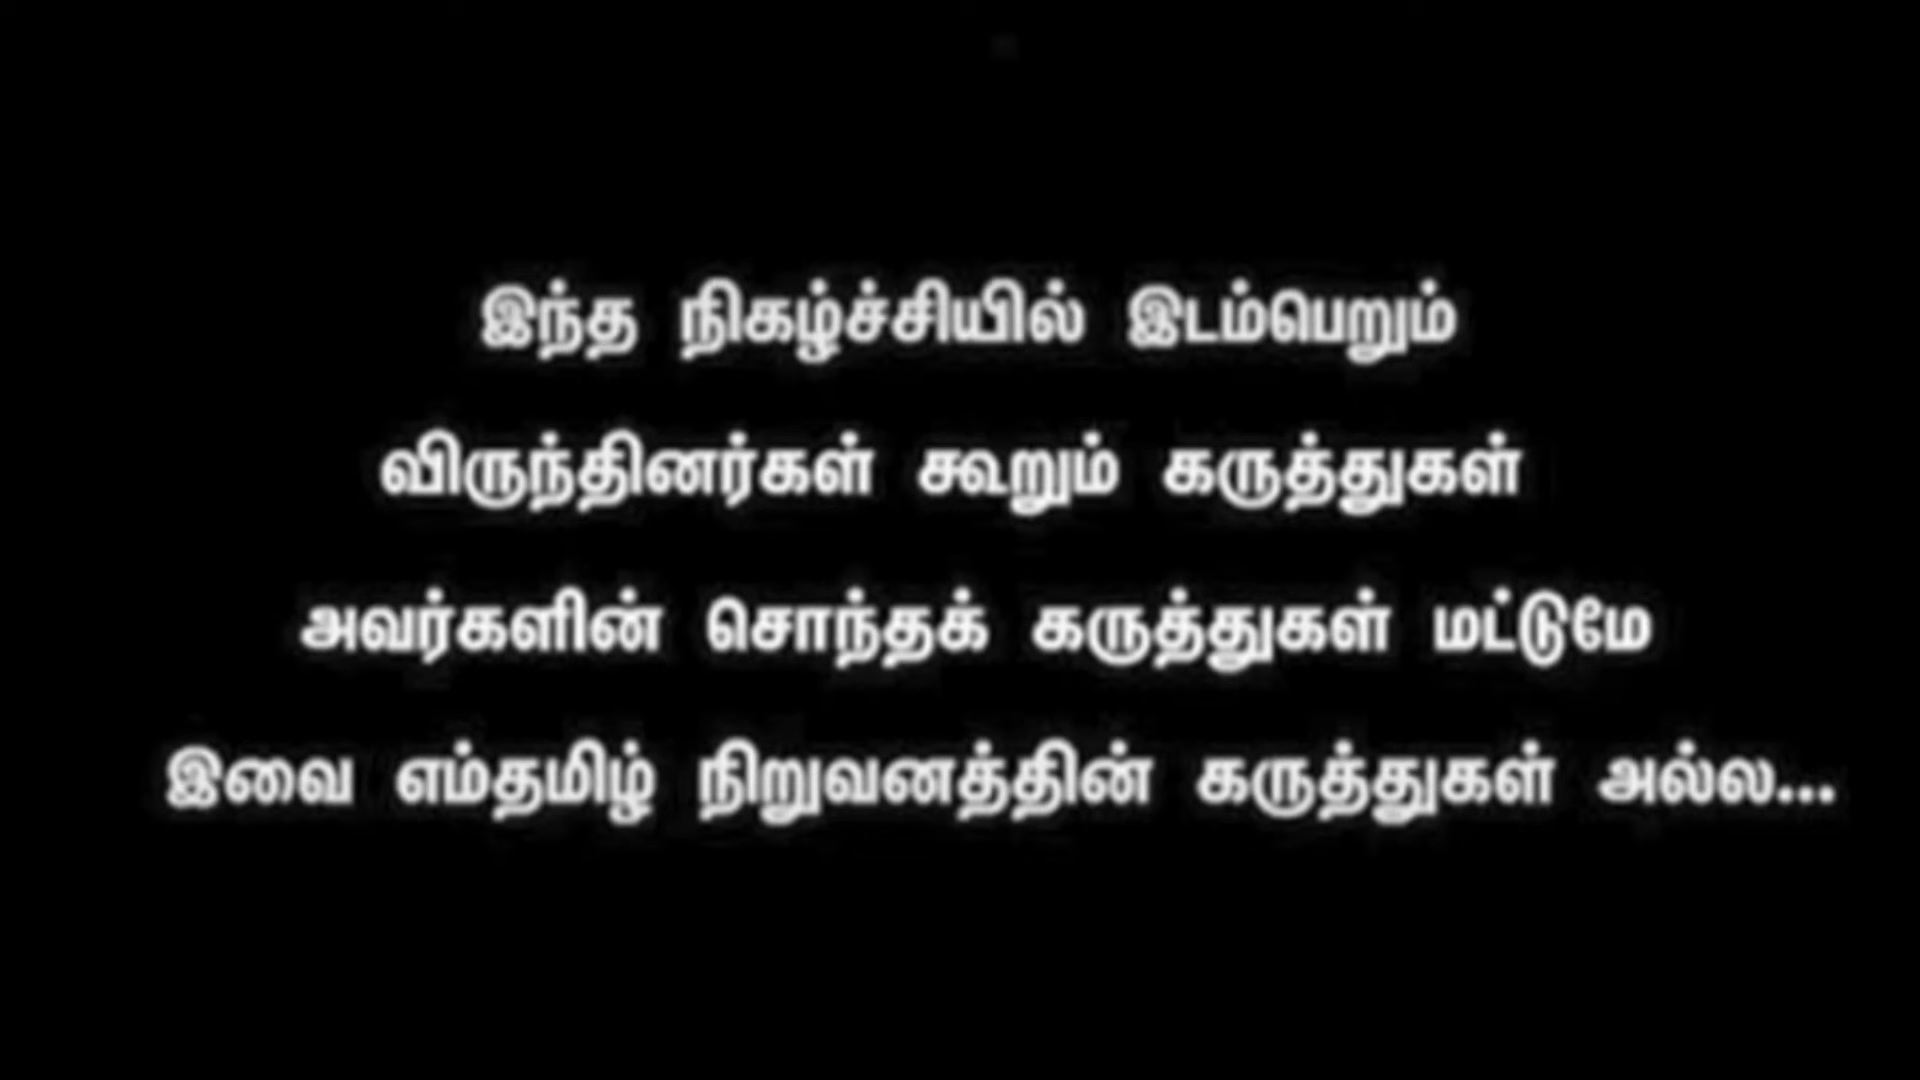 இந்த நிகழ்ச்சியில் இடம்பெறும்
விருந்தினர்கள் கூறும் கருத்துகள்
அவர்களின் சொந்தக் கருத்துகள் மட்டுமே
இவை எம்தமிழ் நிறுவனத்தின் கருத்துகள் அல்ல...